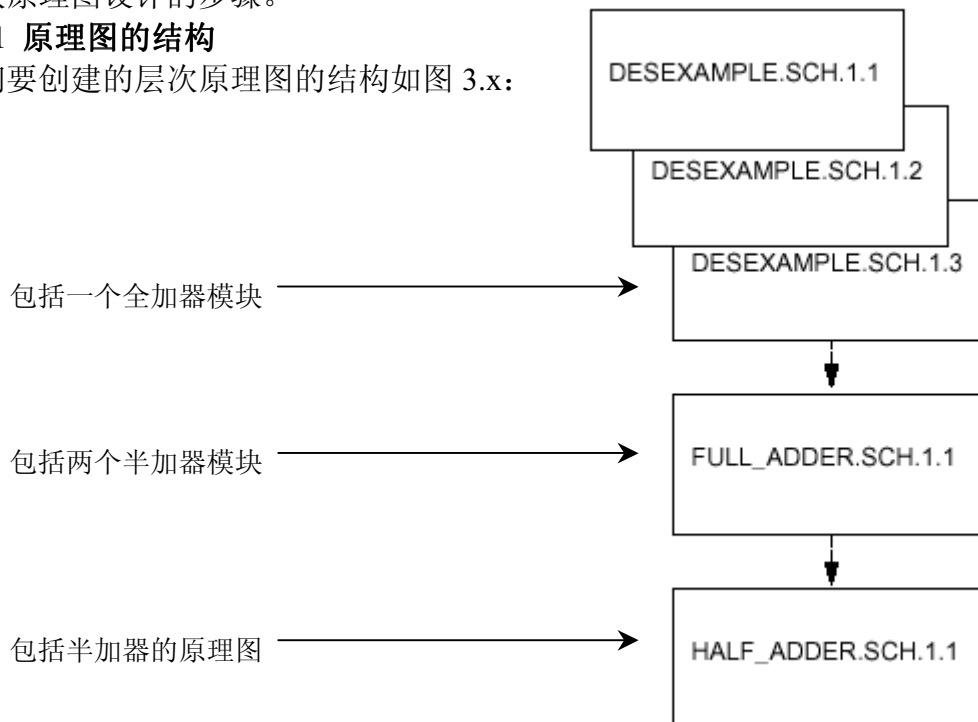 原理图设计的步骤。
1 原理图的结构
要创建的层次原理图的结构如图 3.x：
DESEXAMPLE.SCH.1.1
DESEXAMPLE.SCH.1.2
DESEXAMPLE.SCH.1.3
包括一个全加器模块
包括两个半加器模块
FULL_ADDER.SCH.1.1
包括半加器的原理图
HALF_ADDER.SCH.1.1